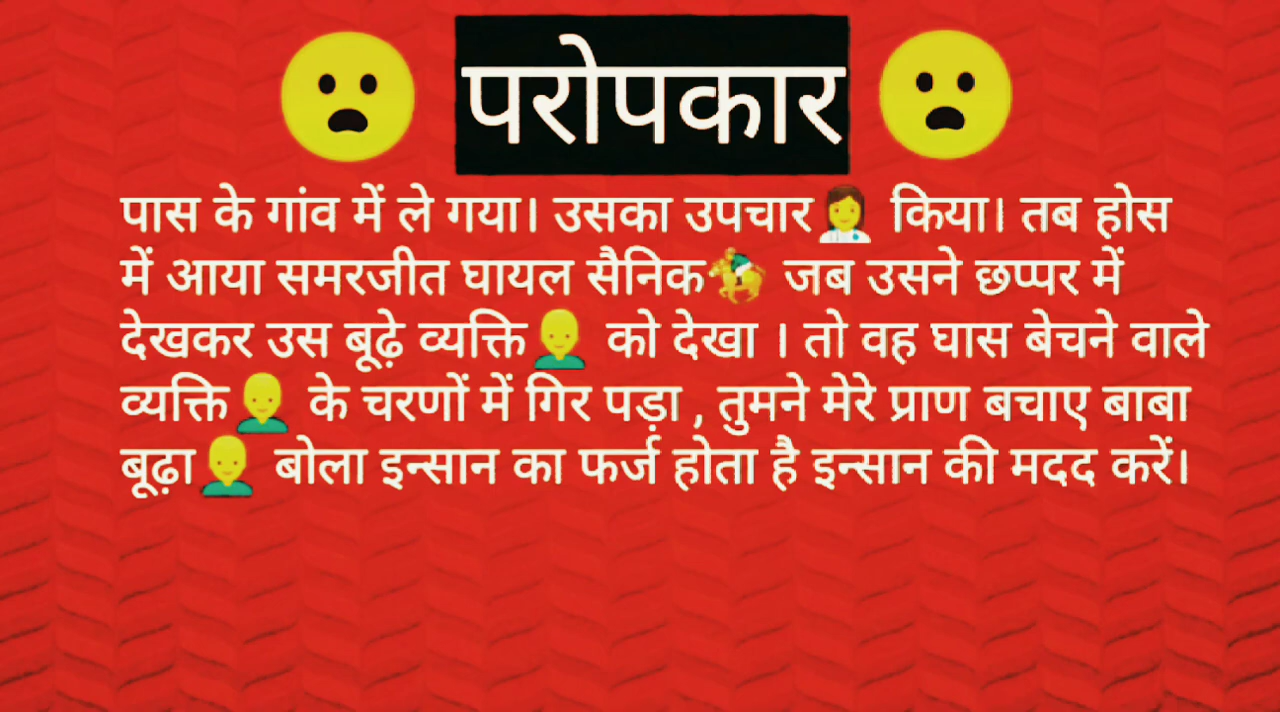 परोपकार
पास के गांव में ले गया। उसका उपचार👩‍⚕️ किया। तब होस
में आया समरजीत घायल सैनिक🏇 जब उसने छप्पर में
देखकर उस बूढ़े व्यक्ति👨‍🦲 को देखा । तो वह घास बेचने वाले
व्यक्ति👨‍🦲 के चरणों में गिर पड़ा , तुमने मेरे प्राण बचाए बाबा
बूढ़ा👨‍🦲 बोला इन्सान का फर्ज होता है इन्सान की मदद करें।